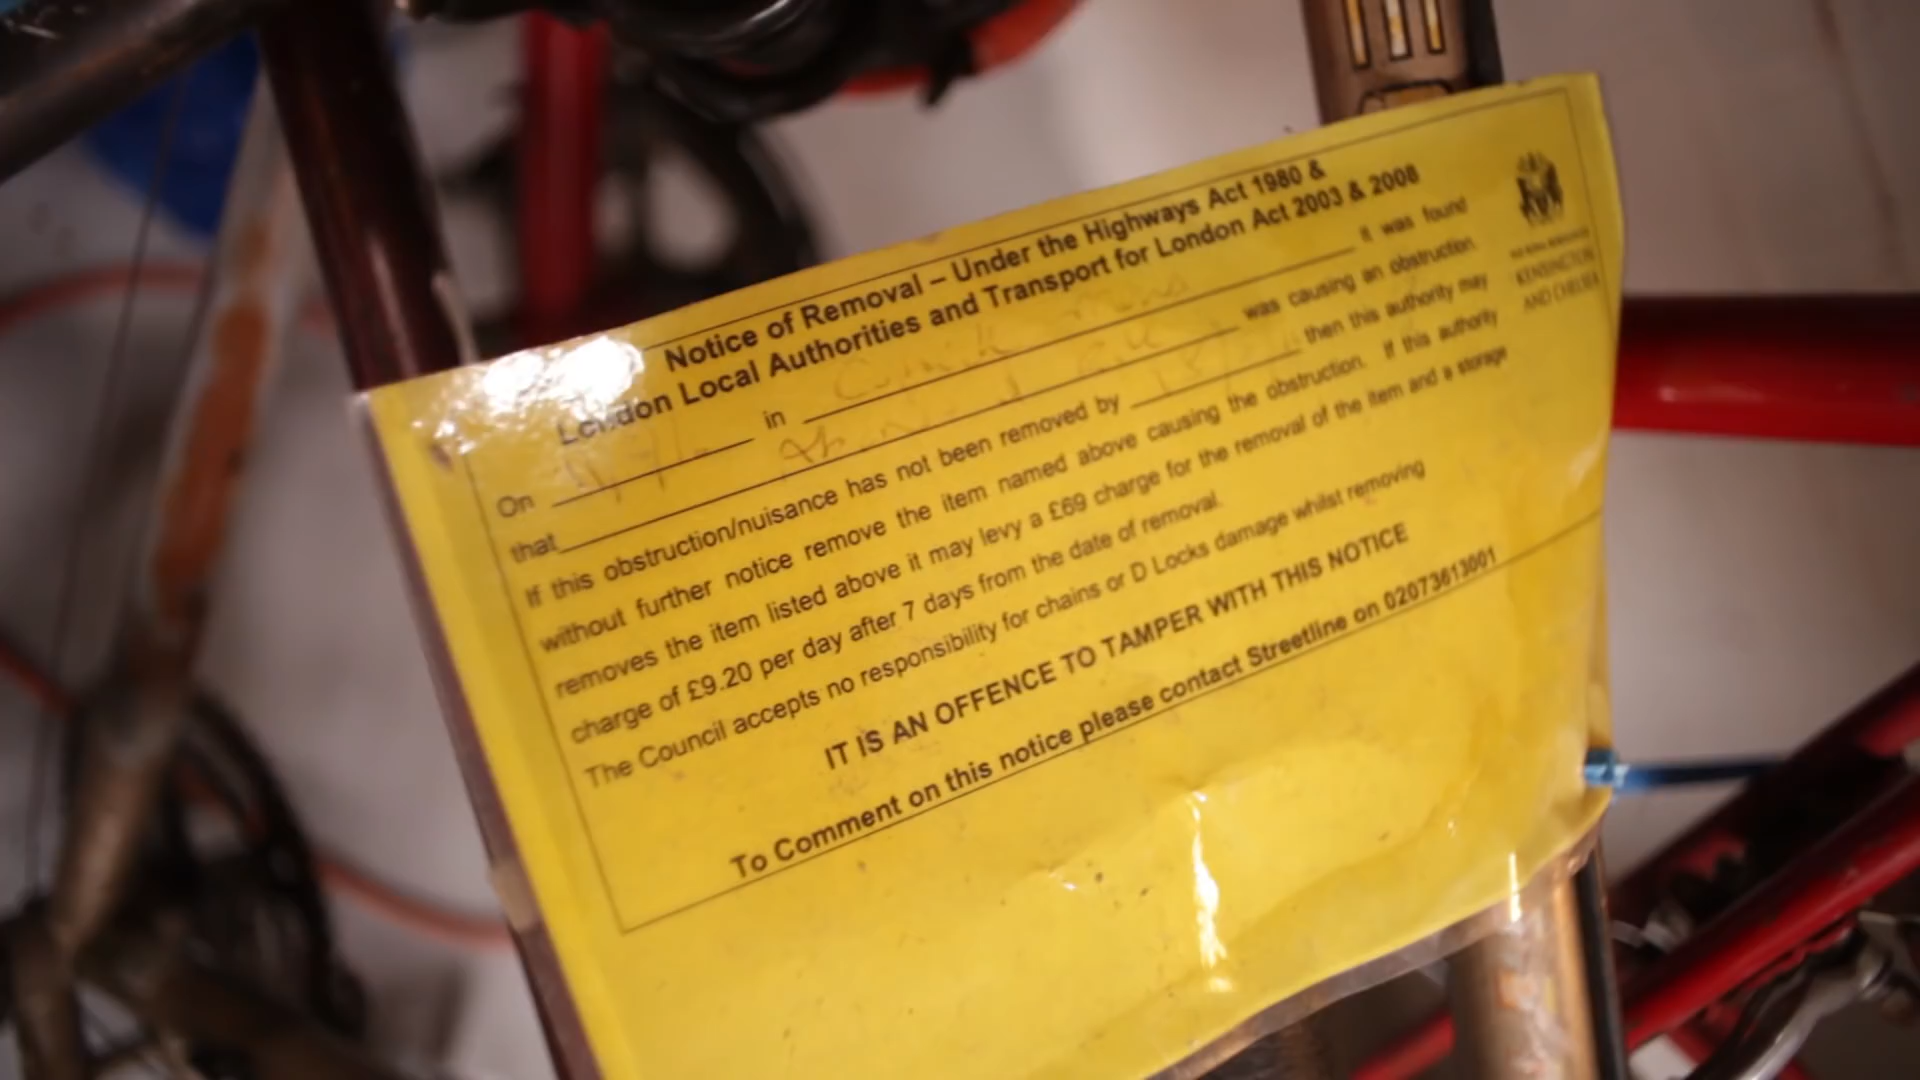 Notice of Removal – Under the Highways Act 1980 &
London Local Authorities and Transport for London Act 2003 & 2008
On in it was found
that was causing an obstruction
If this obstruction/nuisance has not been removed by then this authority may
without further notice remove the item named above causing the obstruction. If this authority
removes the item listed above it may levy a £69 charge for the removal of the item and a storage
charge of £9.20 per day after 7 days from the date of removal.
The Council accepts no responsibility for chains or D Locks damage whilst removing
IT IS AN OFFENCE TO TAMPER WITH THIS NOTICE
To Comment on this notice please contact Streetline on 02073613001
KENSINGTON
AND CHELSEA